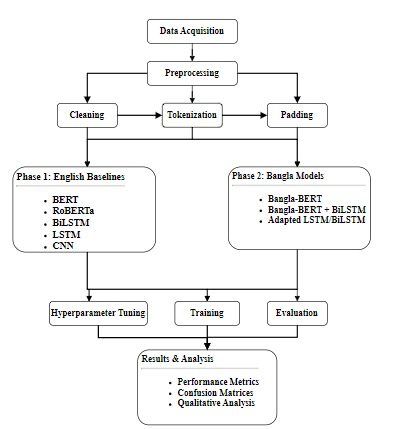 Data Acquisition
Preprocessing
Cleaning
Tokenization
Padding
Phase 1: English Baselines
• BERT
• RoBERTa
• BiLSTM
• LSTM
• CNN
Phase 2: Bangla Models
• Bangla-BERT
• Bangla-BERT + BiLSTM
• Adapted LSTM/BiLSTM
Hyperparameter Tuning
Training
Evaluation
Results & Analysis
• Performance Metrics
• Confusion Matrices
• Qualitative Analysis